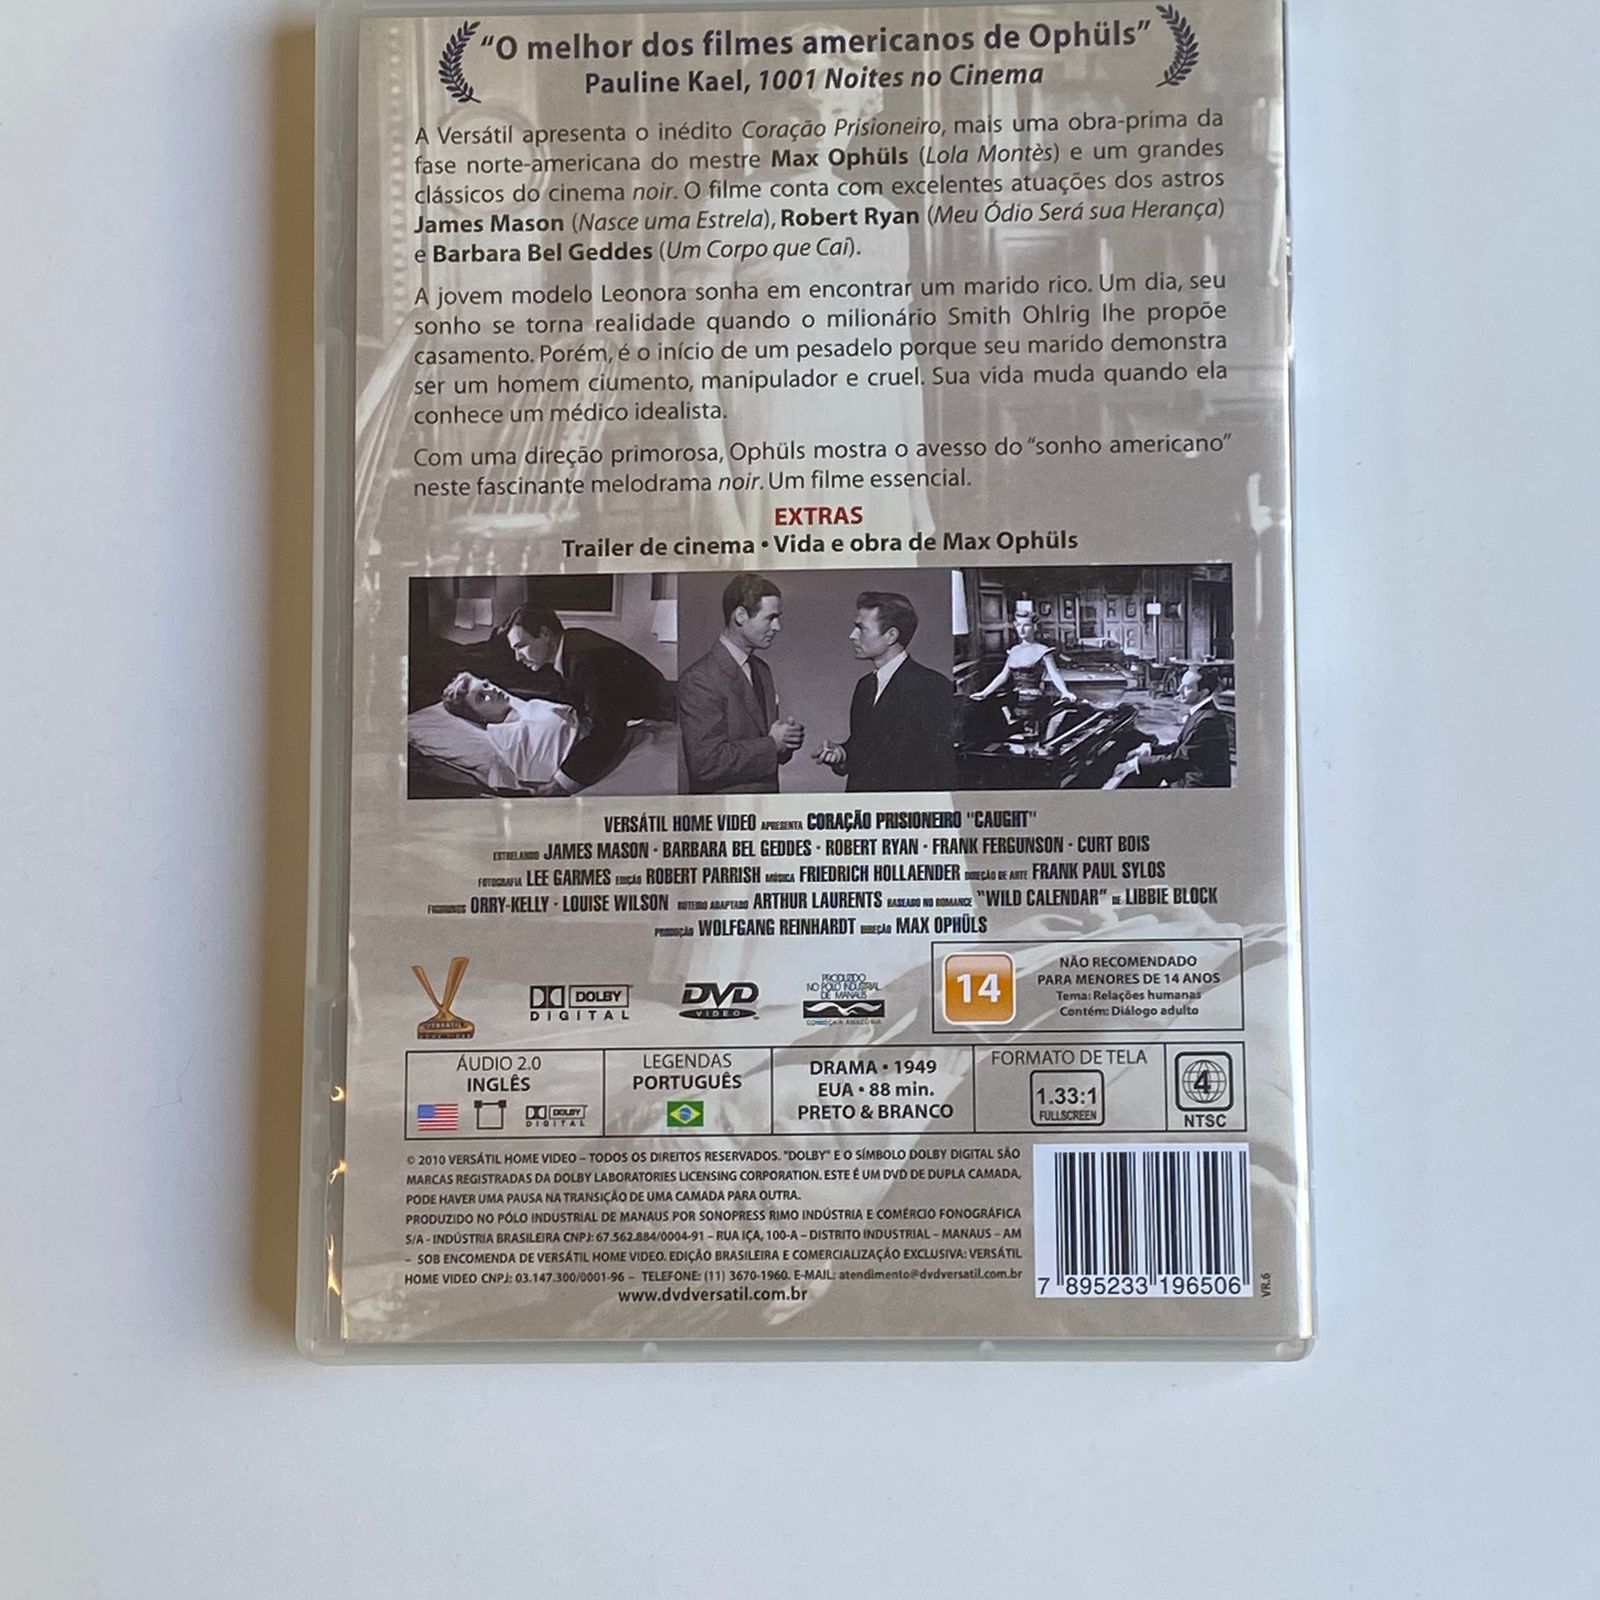 “O melhor dos filmes americanos de Ophüls”
Pauline Kael, 1001 Noites no Cinema
A Versátil apresenta o inédito Coração Prisioneiro, mais uma obra-prima da
fase norte-americana do mestre Max Ophüls (Lola Montès) e um grandes
clássicos do cinema noir. O filme conta com excelentes atuações dos astros
James Mason (Nasce uma Estrela), Robert Ryan (Meu Ódio Será sua Herança)
e Barbara Bel Geddes (Um Corpo que Cai).
A jovem modelo Leonora sonha em encontrar um marido rico. Um dia, seu
sonho se torna realidade quando o milionário Smith Ohlrig lhe propõe
casamento. Porém, é o início de um pesadelo porque seu marido demonstra
ser um homem ciumento, manipulador e cruel. Sua vida muda quando ela
conhece um médico idealista.
Com uma direção primorosa, Ophüls mostra o avesso do “sonho americano”
neste fascinante melodrama noir. Um filme essencial.
EXTRAS
Trailer de cinema • Vida e obra de Max Ophüls
VERSÁTIL HOME VIDEO APRESENTA CORAÇÃO PRISIONEIRO "CAUGHT"
ESTRELANDO JAMES MASON · BARBARA BEL GEDDES · ROBERT RYAN · FRANK FERGUNSON · CURT BOIS
FOTOGRAFIA LEE GARMES EDIÇÃO ROBERT PARRISH MÚSICA FRIEDRICH HOLLAENDER DIREÇÃO DE ARTE FRANK PAUL SYLOS
FIGURINOS ORRY-KELLY · LOUISE WILSON ROTEIRO ADAPTADO ARTHUR LAURENTS BASEADO NO ROMANCE "WILD CALENDAR" DE LIBBIE BLOCK
PRODUÇÃO WOLFGANG REINHARDT DIREÇÃO MAX OPHÜLS
VERSÁTIL
HOME VIDEO
DOLBY
DIGITAL
DVD
VIDEO
PRODUZIDO
NO PÓLO INDUSTRIAL
DE MANAUS
CONHEÇA A AMAZÔNIA
14
NÃO RECOMENDADO
PARA MENORES DE 14 ANOS
Tema: Relações humanas
Contém: Diálogo adulto
ÁUDIO 2.0
INGLÊS
DOLBY
DIGITAL
LEGENDAS
PORTUGUÊS
DRAMA • 1949
EUA • 88 min.
PRETO & BRANCO
FORMATO DE TELA
1.33:1
FULLSCREEN
4
NTSC
© 2010 VERSÁTIL HOME VIDEO – TODOS OS DIREITOS RESERVADOS. "DOLBY" E O SÍMBOLO DOLBY DIGITAL SÃO
MARCAS REGISTRADAS DA DOLBY LABORATORIES LICENSING CORPORATION. ESTE É UM DVD DE DUPLA CAMADA,
PODE HAVER UMA PAUSA NA TRANSIÇÃO DE UMA CAMADA PARA OUTRA.
PRODUZIDO NO PÓLO INDUSTRIAL DE MANAUS POR SONOPRESS RIMO INDÚSTRIA E COMÉRCIO FONOGRÁFICA
S/A - INDÚSTRIA BRASILEIRA CNPJ: 67.562.884/0004-91 – RUA IÇA, 100-A – DISTRITO INDUSTRIAL – MANAUS – AM
– SOB ENCOMENDA DE VERSÁTIL HOME VIDEO. EDIÇÃO BRASILEIRA E COMERCIALIZAÇÃO EXCLUSIVA: VERSÁTIL
HOME VIDEO CNPJ: 03.147.300/0001-96 – TELEFONE: (11) 3670-1960. E-MAIL: atendimento@dvdversatil.com.br
www.dvdversatil.com.br
7 895233 196506
VR.6